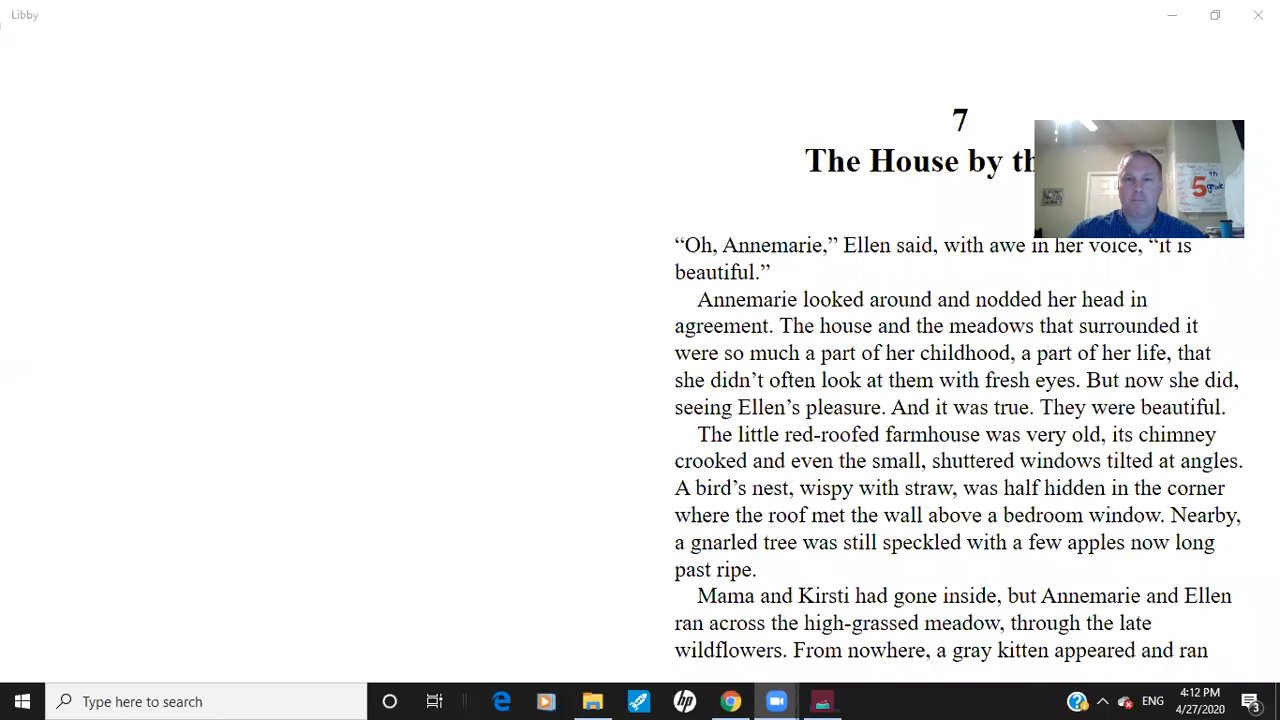 Libby
7
The House by th
“Oh, Annemarie,” Ellen said, with awe in her voice, “it is
beautiful.”
Annemarie looked around and nodded her head in
agreement. The house and the meadows that surrounded it
were so much a part of her childhood, a part of her life, that
she didn’t often look at them with fresh eyes. But now she did,
seeing Ellen’s pleasure. And it was true. They were beautiful.
The little red-roofed farmhouse was very old, its chimney
crooked and even the small, shuttered windows tilted at angles.
A bird’s nest, wispy with straw, was half hidden in the corner
where the roof met the wall above a bedroom window. Nearby,
a gnarled tree was still speckled with a few apples now long
past ripe.
Mama and Kirsti had gone inside, but Annemarie and Ellen
ran across the high-grassed meadow, through the late
wildflowers. From nowhere, a gray kitten appeared and ran
5th
grade
Type here to search
hp
ENG
4:12 PM
4/27/2020
3